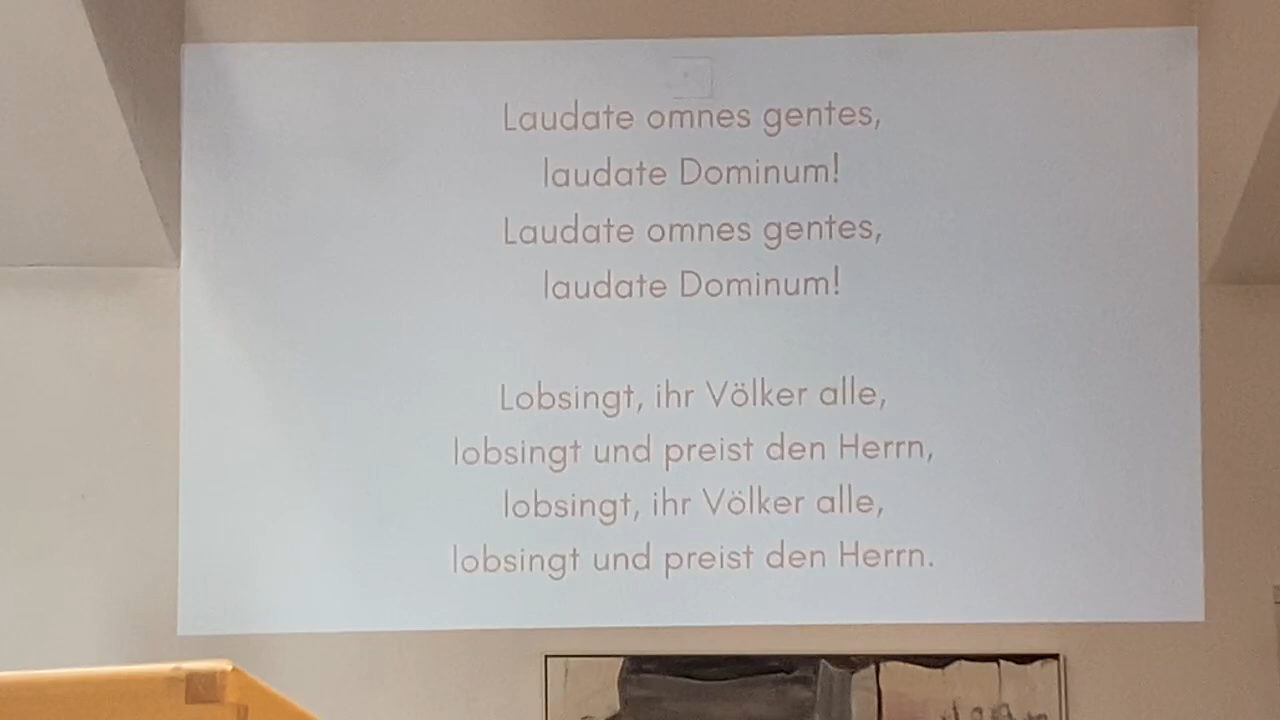 Laudate omnes gentes,
laudate Dominum!
Laudate omnes gentes,
laudate Dominum!
Lobsingt, ihr Völker alle,
lobsingt und preist den Herrn,
lobsingt, ihr Völker alle,
lobsingt und preist den Herrn.